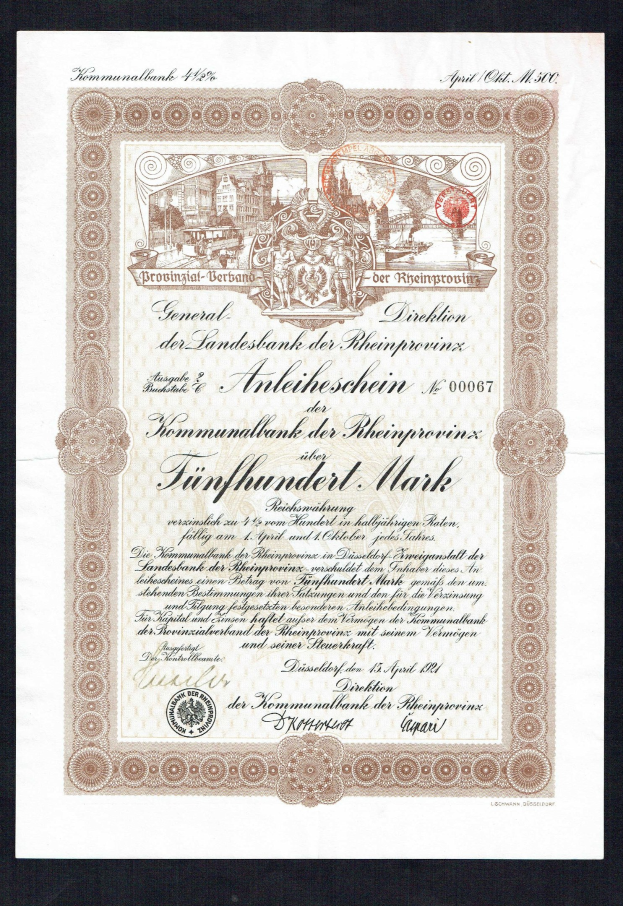 Kommunalbank 4½%
April/Okt. M. 500.
Provinzial-Verband der Rheinprovinz
General-Direktion
der Landesbank der Rheinprovinz
Ausgabe 2
Buchstabe C
Anleiheschein № 00067
der
Kommunalbank der Rheinprovinz
über
Fünfhundert Mark
Reichswährung
verzinslich zu 4½ vom Hundert in halbjährigen Raten,
fällig am 1. April und 1. Oktober jedes Jahres.
Die Kommunalbank der Rheinprovinz in Düsseldorf-Zweiganstalt der
Landesbank der Rheinprovinz-verschuldet dem Inhaber dieses An
leihescheines einen Betrag von Fünfhundert Mark gemäß den um.
stehenden Bestimmungen ihrer Satzungen und den für die Verzinsung
und Tilgung festgesetzten besonderen Anleihebedingungen.
Für Kapital und Zinsen haftet außer dem Vermögen der Kommunalbank
der Provinzialverband der Rheinprovinz mit seinem Vermögen
und seiner Steuerkraft.
Ausgefertigt
Der Kontrollbeamte:
Düsseldorf, den 15. April 1921
Direktion
der Kommunalbank der Rheinprovinz
KOMMUNALBANK DER RHEINPROVINZ
L. SCHWANN, DÜSSELDORF